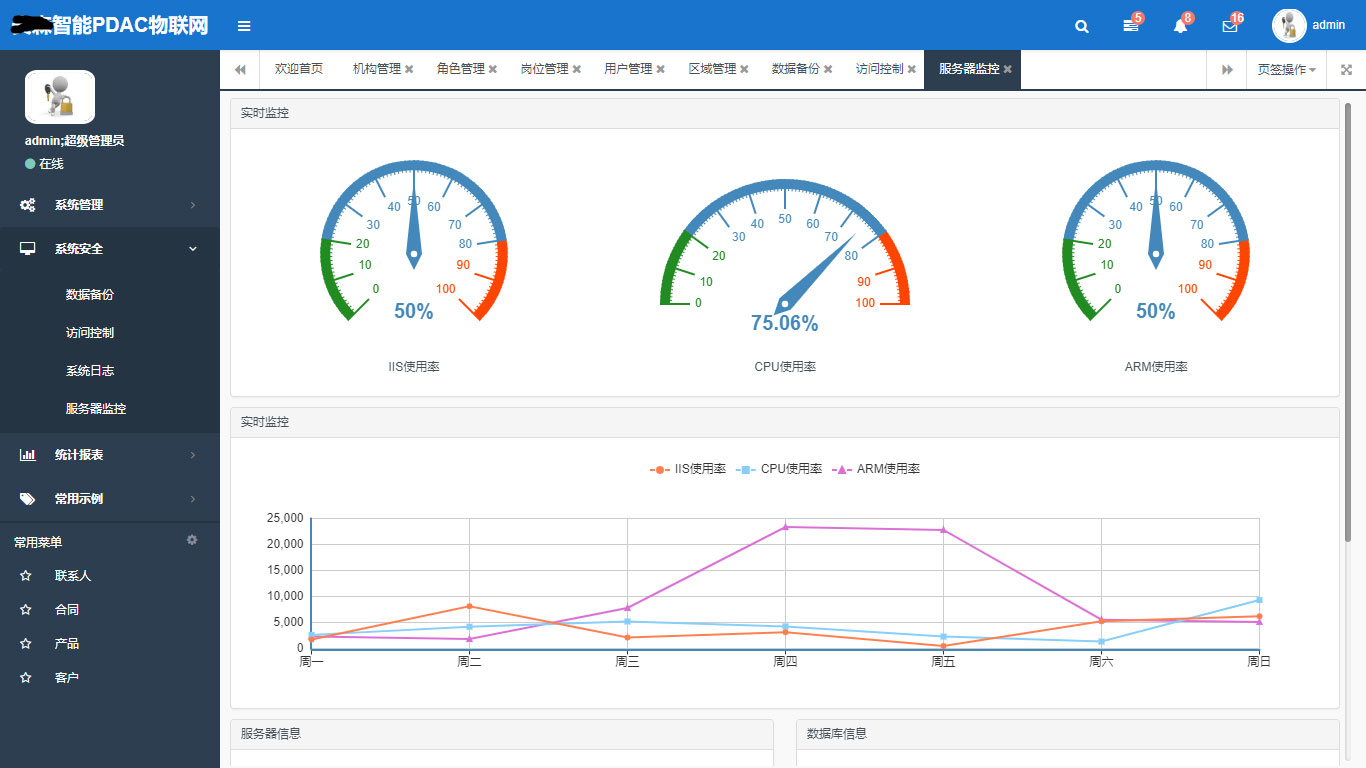 智能PDAC物联网
5
8
16
admin
欢迎首页 机构管理 角色管理 岗位管理 用户管理 区域管理 数据备份 访问控制 服务器监控 页签操作
admin;超级管理员
在线
系统管理
系统安全
数据备份
访问控制
系统日志
服务器监控
统计报表
常用示例
常用菜单
联系人
合同
产品
客户
实时监控
0 10 20 30 40 50 60 70 80 90 100
50%
IIS使用率
0 10 20 30 40 50 60 70 80 90 100
75.06%
CPU使用率
0 10 20 30 40 50 60 70 80 90 100
50%
ARM使用率
实时监控
IIS使用率 CPU使用率 ARM使用率
25,000
20,000
15,000
10,000
5,000
0
周一 周二 周三 周四 周五 周六 周日
服务器信息
数据库信息